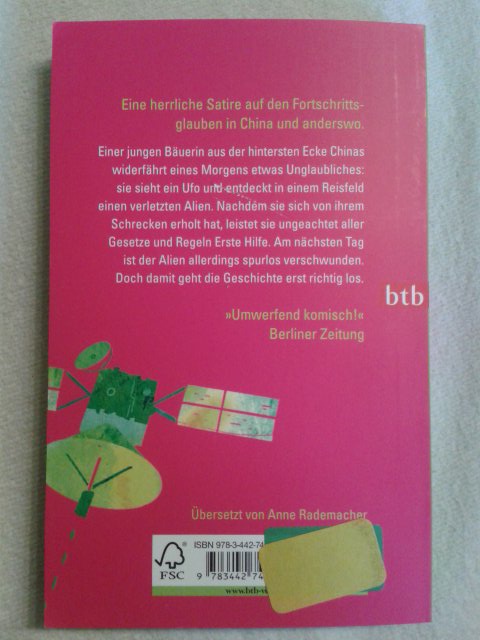 Eine herrliche Satire auf den Fortschritts-
glauben in China und anderswo.
Einer jungen Bäuerin aus der hintersten Ecke Chinas
widerfährt eines Morgens etwas Unglaubliches:
sie sieht ein Ufo und entdeckt in einem Reisfeld
einen verletzten Alien. Nachdem sie sich von ihrem
Schrecken erholt hat, leistet sie ungeachtet aller
Gesetze und Regeln Erste Hilfe. Am nächsten Tag
ist der Alien allerdings spurlos verschwunden.
Doch damit geht die Geschichte erst richtig los.
btb
»Umwerfend komisch!«
Berliner Zeitung
Übersetzt von Anne Rademacher
ISBN 978-3-442-74
FSC
9 783442 74